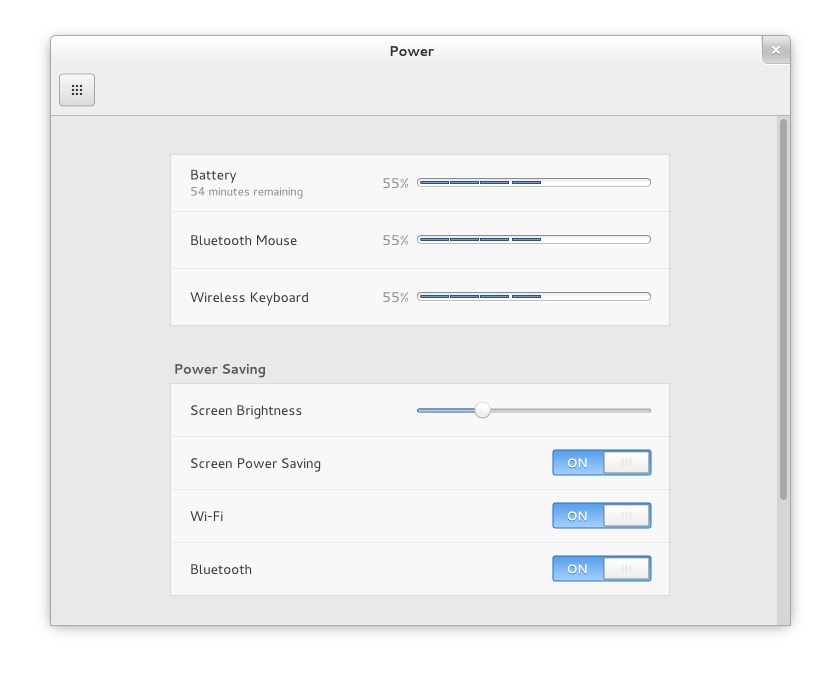 Power
Battery
54 minutes remaining
55%
Bluetooth Mouse
55%
Wireless Keyboard
55%
Power Saving
Screen Brightness
Screen Power Saving
ON
Wi-Fi
ON
Bluetooth
ON